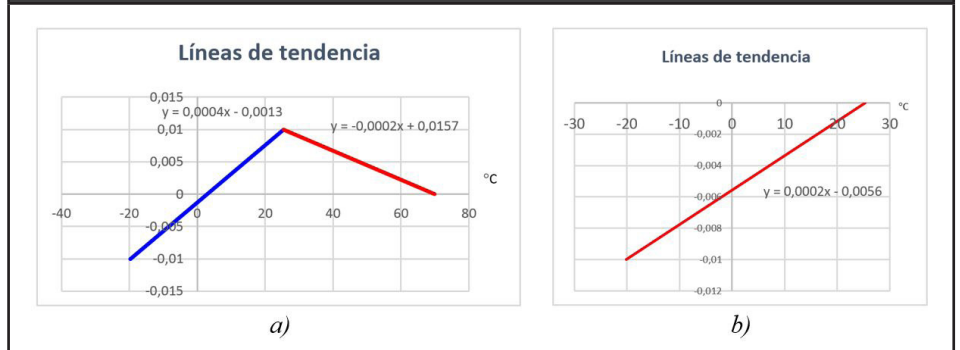 Líneas de tendencia
0,015
y = 0,0004x - 0,0013
0,01
y = -0,0002x + 0,0157
0,005
0
°C
-40 -20 0 20 40 60 80
-0,005
-0,01
-0,015
a)
Líneas de tendencia
0
°C
-30 -20 -10 0 10 20 30
-0,002
-0,004
y = 0,0002x - 0,0056
-0,006
-0,008
-0,01
-0,012
b)